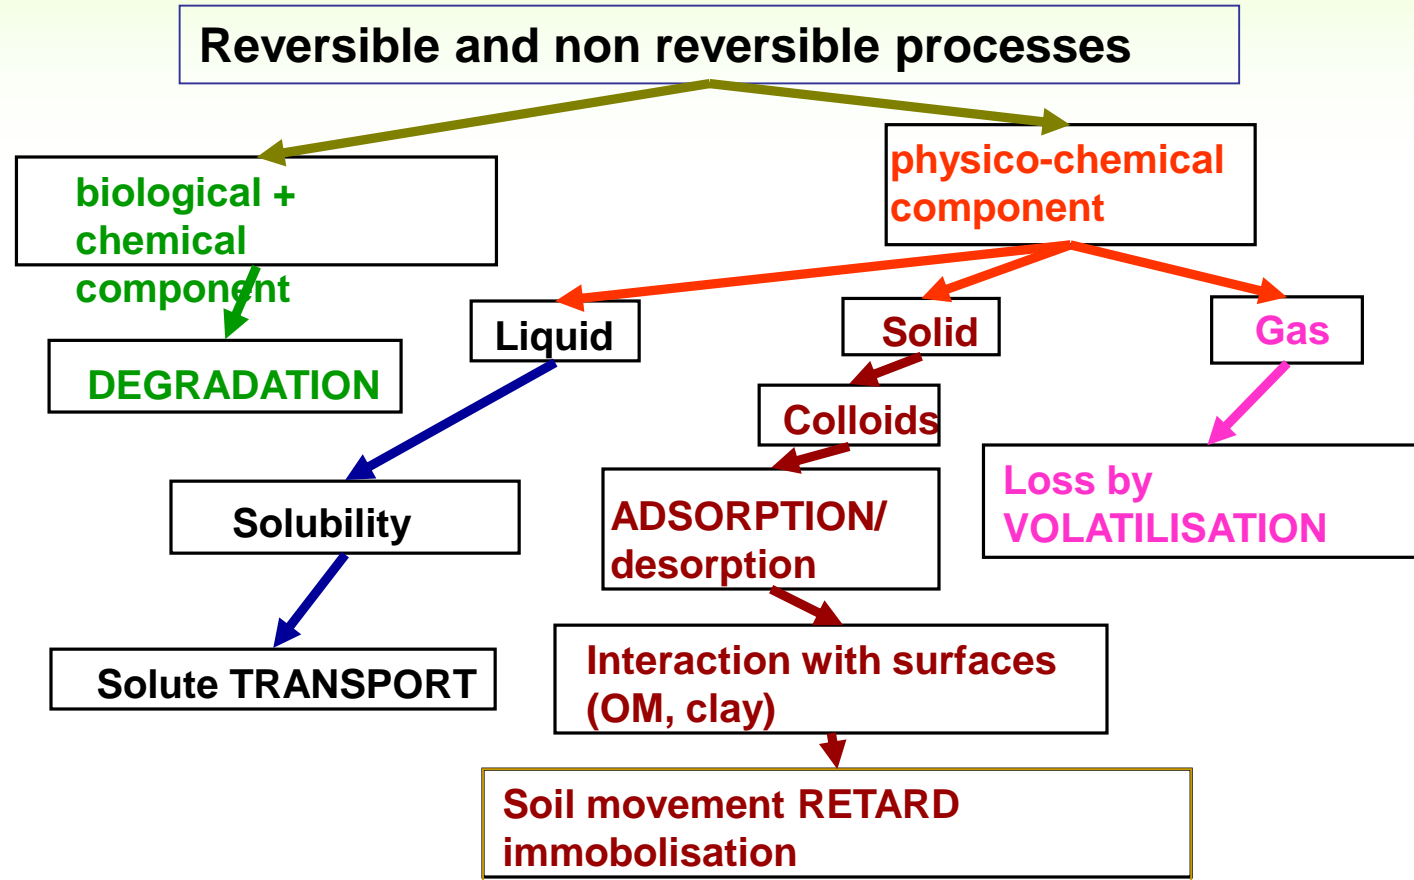 Reversible and non reversible processes
biological +
chemical
component
physico-chemical
component
Liquid
Solid
Gas
DEGRADATION
Colloids
Solubility
ADSORPTION/
desorption
Loss by
VOLATILISATION
Solute TRANSPORT
Interaction with surfaces
(OM, clay)
Soil movement RETARD
immobolisation